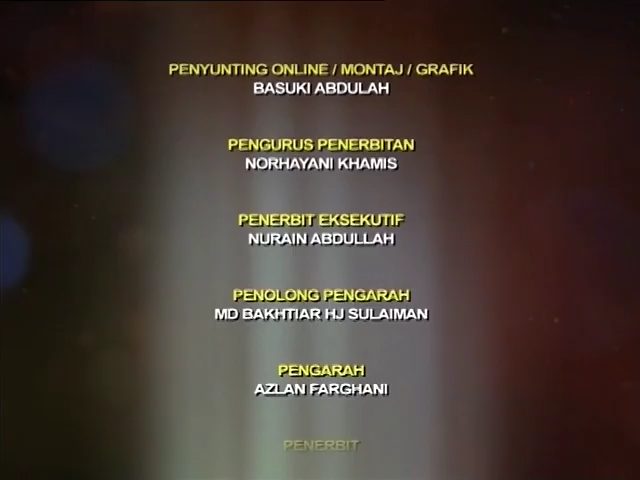 PENYUNTING ONLINE / MONTAJ / GRAFIK
BASUKI ABDULAH
PENGURUS PENERBITAN
NORHAYANI KHAMIS
PENERBIT EKSEKUTIF
NURAIN ABDULLAH
PENOLONG PENGARAH
MD BAKHTIAR HJ SULAIMAN
PENGARAH
AZLAN FARGHANI
PENERBIT